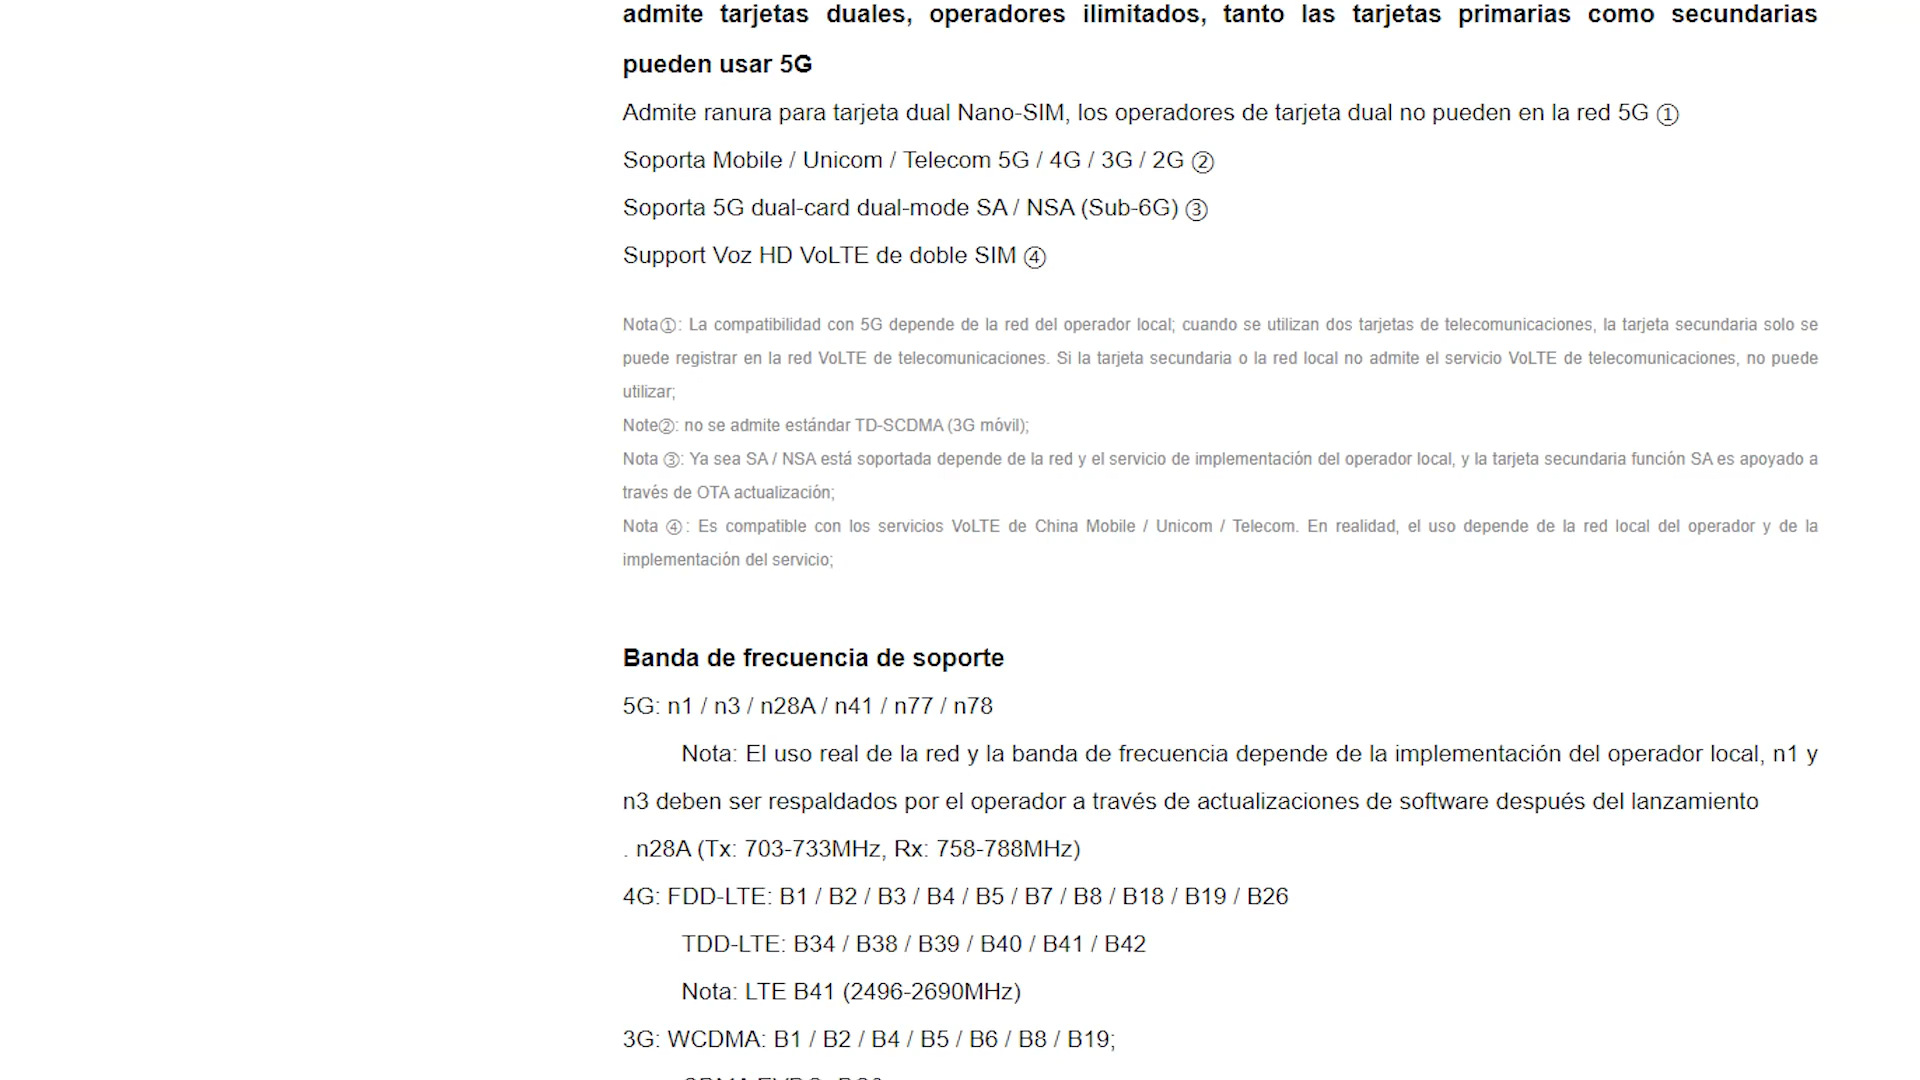 admite tarjetas duales, operadores ilimitados, tanto las tarjetas primarias como secundarias
pueden usar 5G
Admite ranura para tarjeta dual Nano-SIM, los operadores de tarjeta dual no pueden en la red 5G ①
Soporta Mobile / Unicom / Telecom 5G / 4G / 3G / 2G ②
Soporta 5G dual-card dual-mode SA / NSA (Sub-6G) ③
Support Voz HD VoLTE de doble SIM ④
Nota①: La compatibilidad con 5G depende de la red del operador local; cuando se utilizan dos tarjetas de telecomunicaciones, la tarjeta secundaria solo se
puede registrar en la red VoLTE de telecomunicaciones. Si la tarjeta secundaria o la red local no admite el servicio VoLTE de telecomunicaciones, no puede
utilizar;
Note②: no se admite estándar TD-SCDMA (3G móvil);
Nota ③: Ya sea SA / NSA está soportada depende de la red y el servicio de implementación del operador local, y la tarjeta secundaria función SA es apoyado a
través de OTA actualización;
Nota ④: Es compatible con los servicios VoLTE de China Mobile / Unicom / Telecom. En realidad, el uso depende de la red local del operador y de la
implementación del servicio;
Banda de frecuencia de soporte
5G: n1 / n3 / n28A / n41 / n77 / n78
Nota: El uso real de la red y la banda de frecuencia depende de la implementación del operador local, n1 y
n3 deben ser respaldados por el operador a través de actualizaciones de software después del lanzamiento
. n28A (Tx: 703-733MHz, Rx: 758-788MHz)
4G: FDD-LTE: B1 / B2 / B3 / B4 / B5 / B7 / B8 / B18 / B19 / B26
TDD-LTE: B34 / B38 / B39 / B40 / B41 / B42
Nota: LTE B41 (2496-2690MHz)
3G: WCDMA: B1 / B2 / B4 / B5 / B6 / B8 / B19;